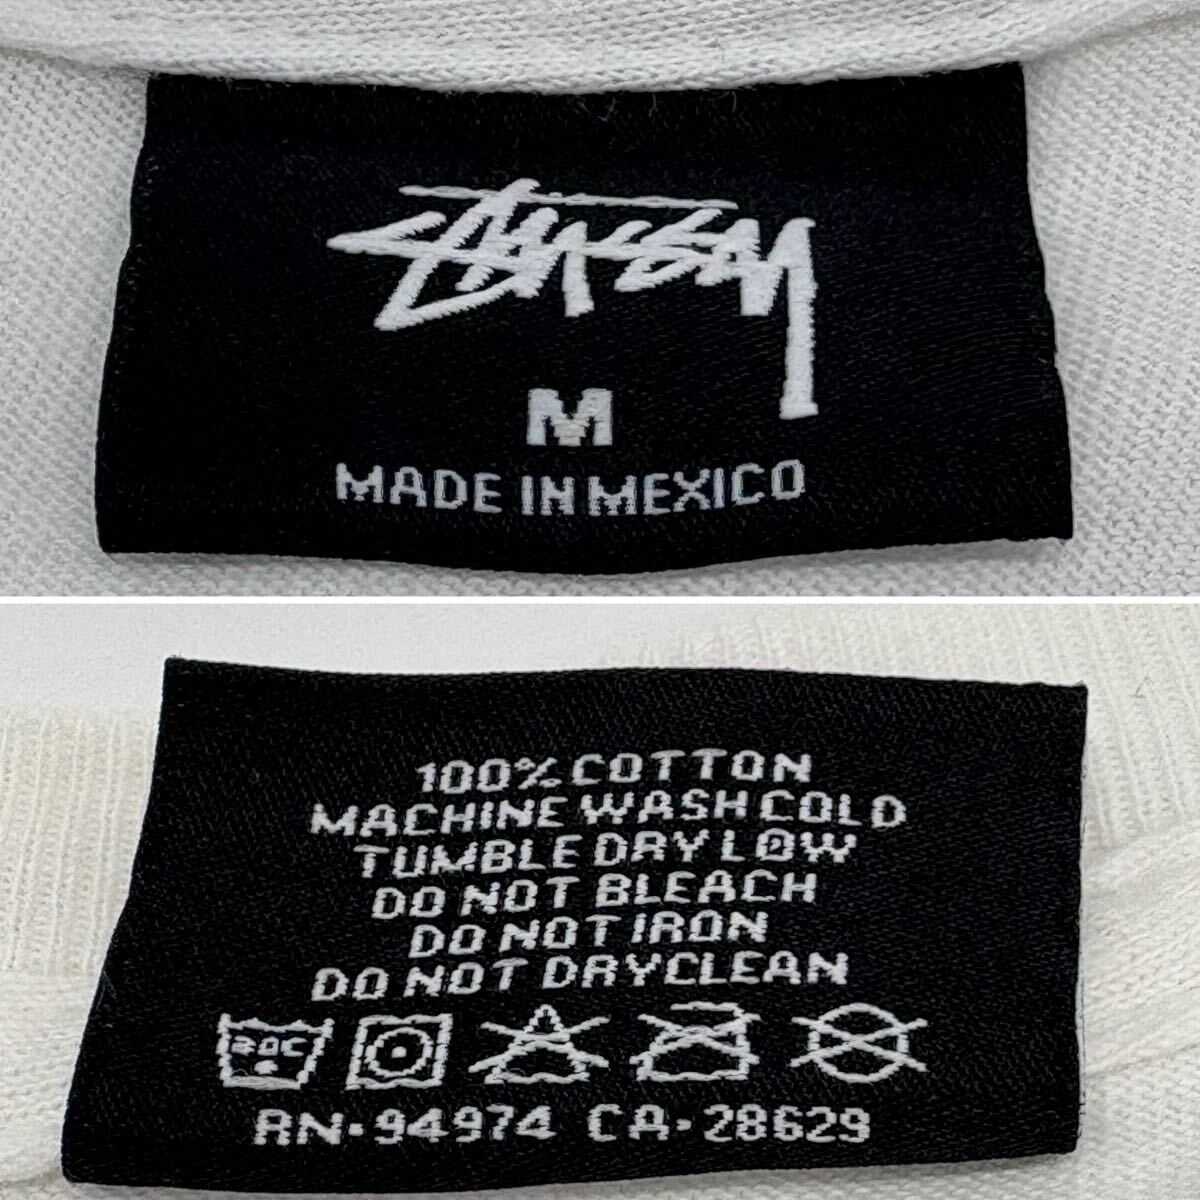 STÜSSY
M
MADE IN MEXICO
100% COTTON
MACHINE WASH COLD
TUMBLE DRY LOW
DO NOT BLEACH
DO NOT IRON
DO NOT DRYCLEAN
RN·94974 CA·28629